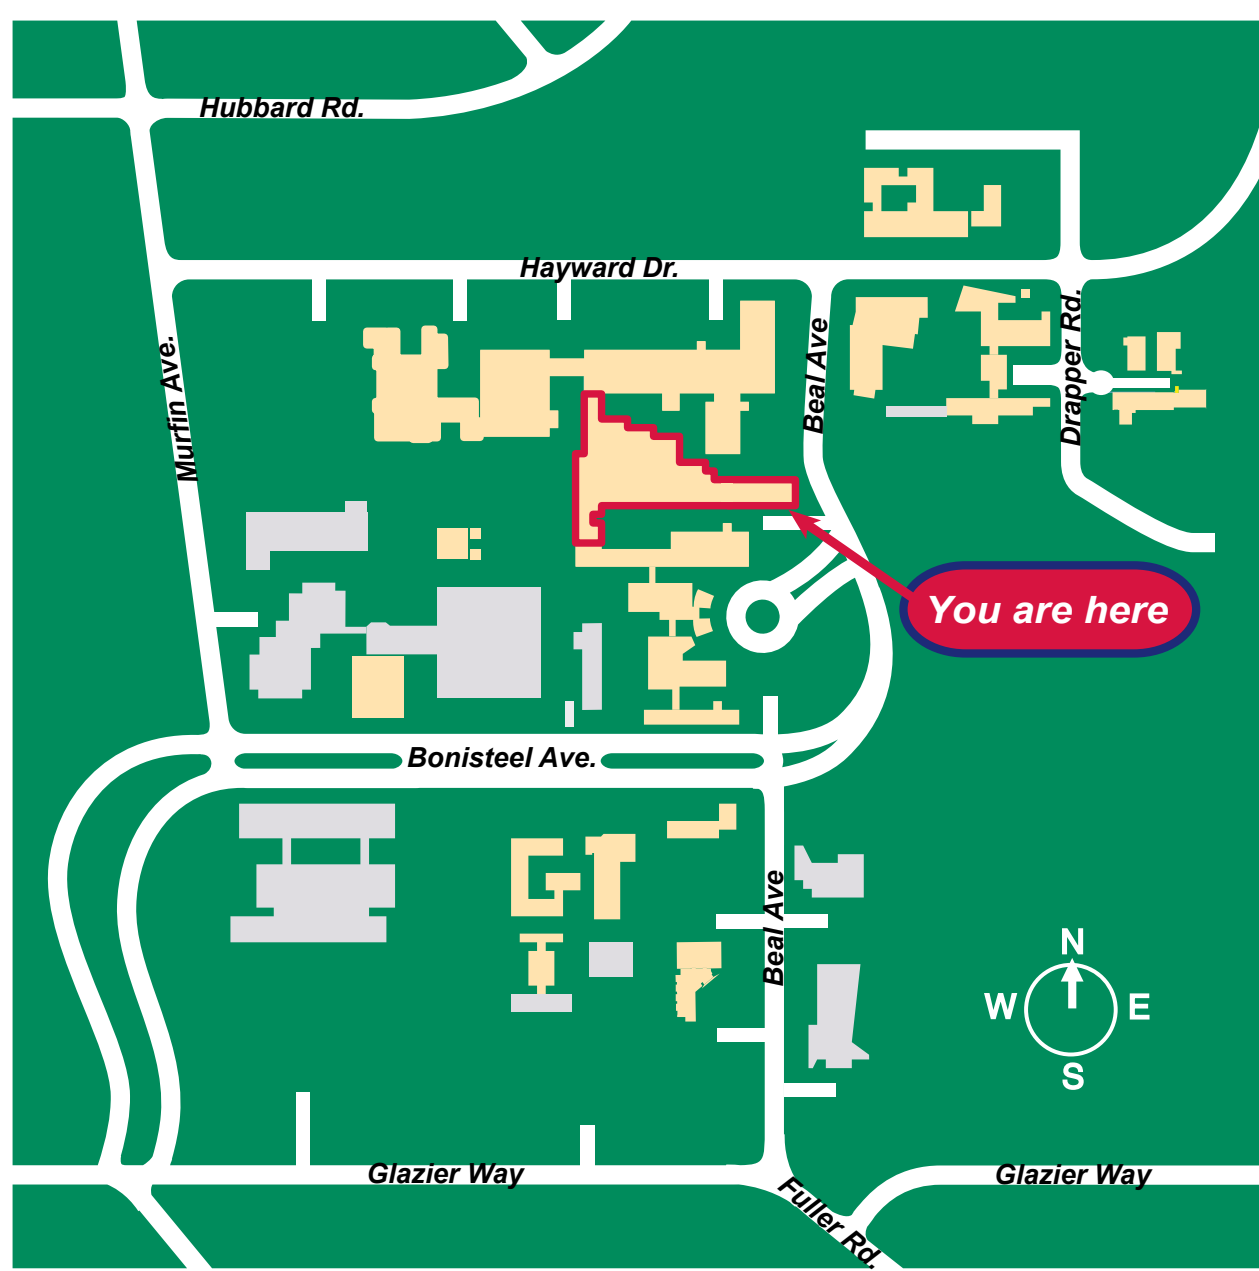 Hubbard Rd.
Hayward Dr.
Drapper Rd.
Beal Ave
Murfin Ave.
You are here
Bonisteel Ave.
Beal Ave
N
W
E
S
Glazier Way
Glazier Way
Fuller Rd.